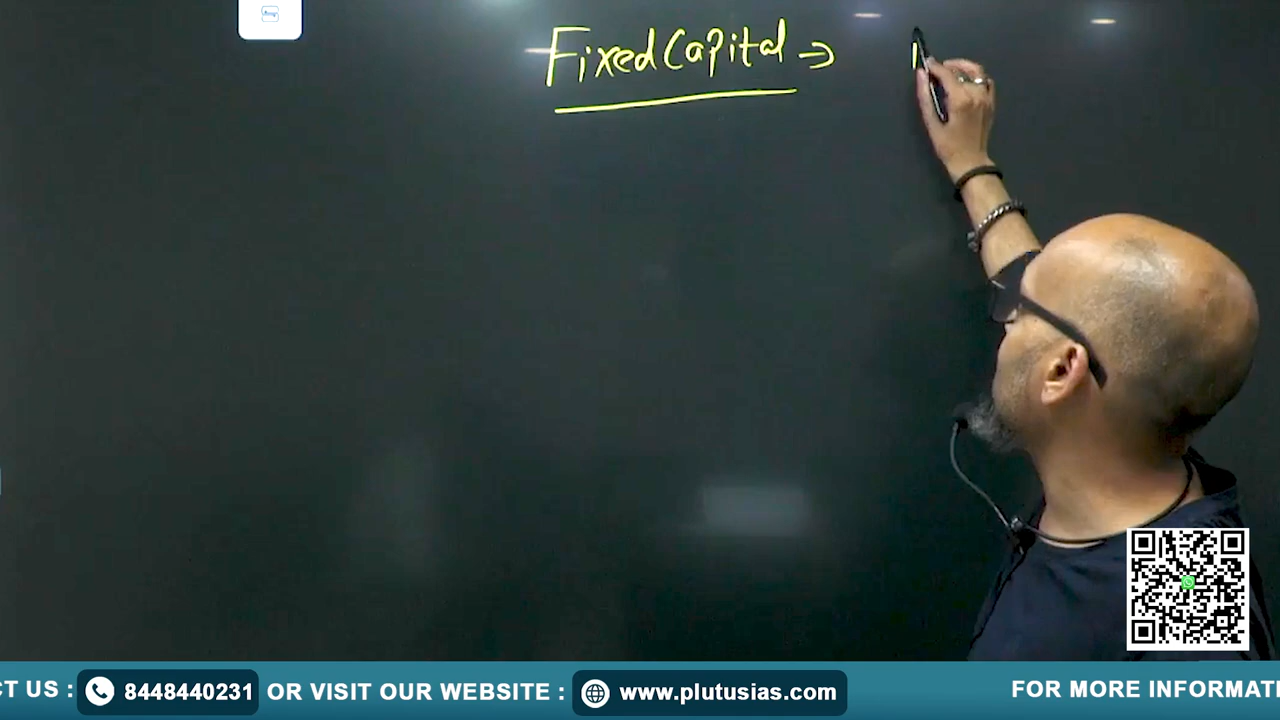 Fixed Capital →
CT US : 8448440231 OR VISIT OUR WEBSITE : www.plutusias.com FOR MORE INFORMATI